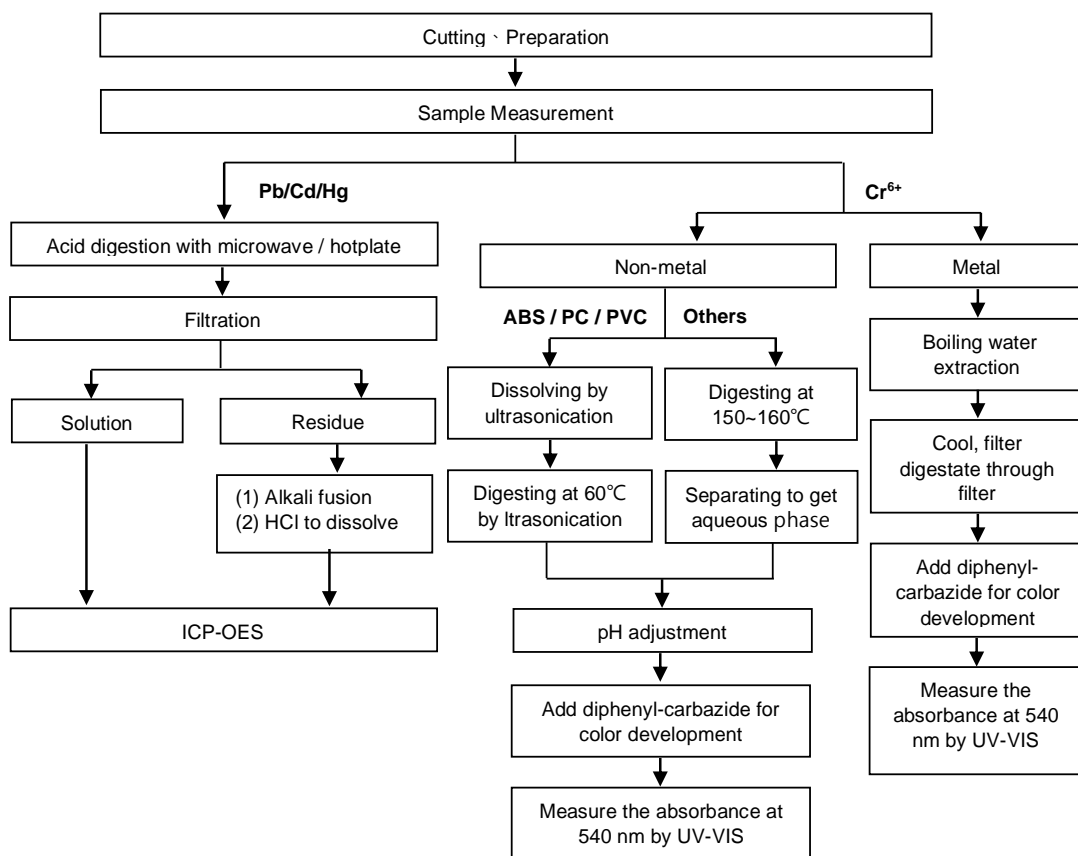 Cutting、Preparation
Sample Measurement
Pb/Cd/Hg
Cr⁶⁺
Acid digestion with microwave / hotplate
Filtration
Solution
Residue
(1) Alkali fusion
(2) HCl to dissolve
ICP-OES
Non-metal
ABS / PC / PVC
Others
Dissolving by
ultrasonication
Digesting at 60℃
by ltrasonication
Digesting at
150~160℃
Separating to get
aqueous phase
pH adjustment
Add diphenyl-carbazide for
color development
Measure the absorbance at
540 nm by UV-VIS
Metal
Boiling water
extraction
Cool, filter
digestate through
filter
Add diphenyl-
carbazide for color
development
Measure the
absorbance at 540
nm by UV-VIS